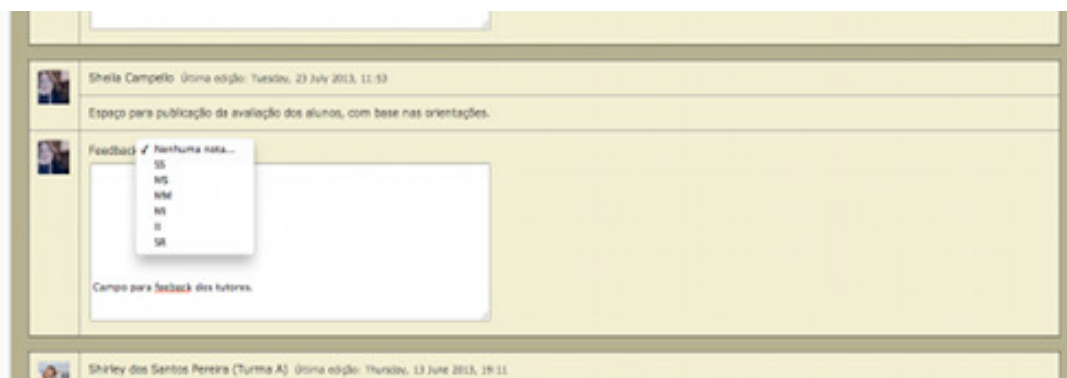 Sheila Campello Última edição: Tuesday, 23 July 2013, 11:53
Espaço para publicação da avaliação dos alunos, com base nas orientações.
Feedback ✓ Nenhuma nota...
SS
MS
MM
MI
II
SR
Campo para feeback dos tutores.
Shirley dos Santos Pereira (Turma A) Última edição: Thursday, 13 June 2013, 19:11